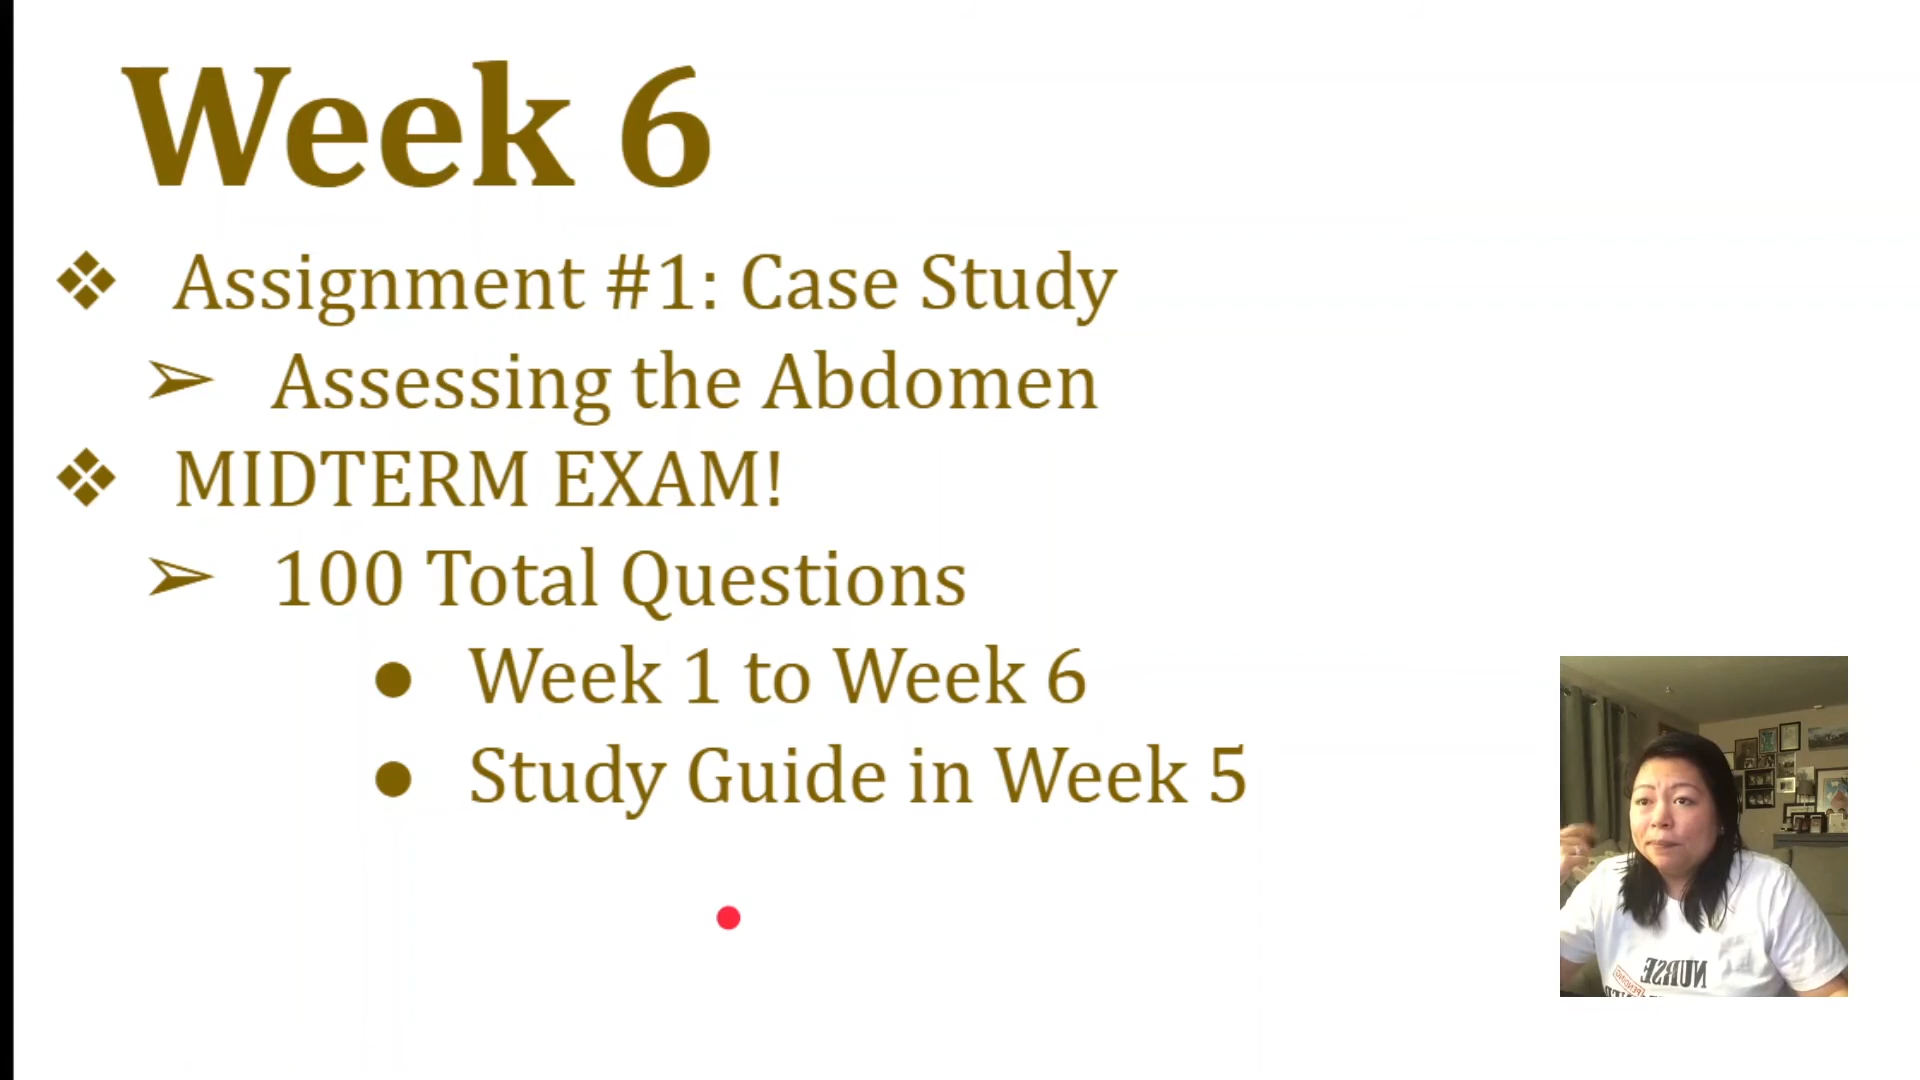 Week 6
❖ Assignment #1: Case Study
➢ Assessing the Abdomen
❖ MIDTERM EXAM!
➢ 100 Total Questions
● Week 1 to Week 6
● Study Guide in Week 5
NURSE
PENDING